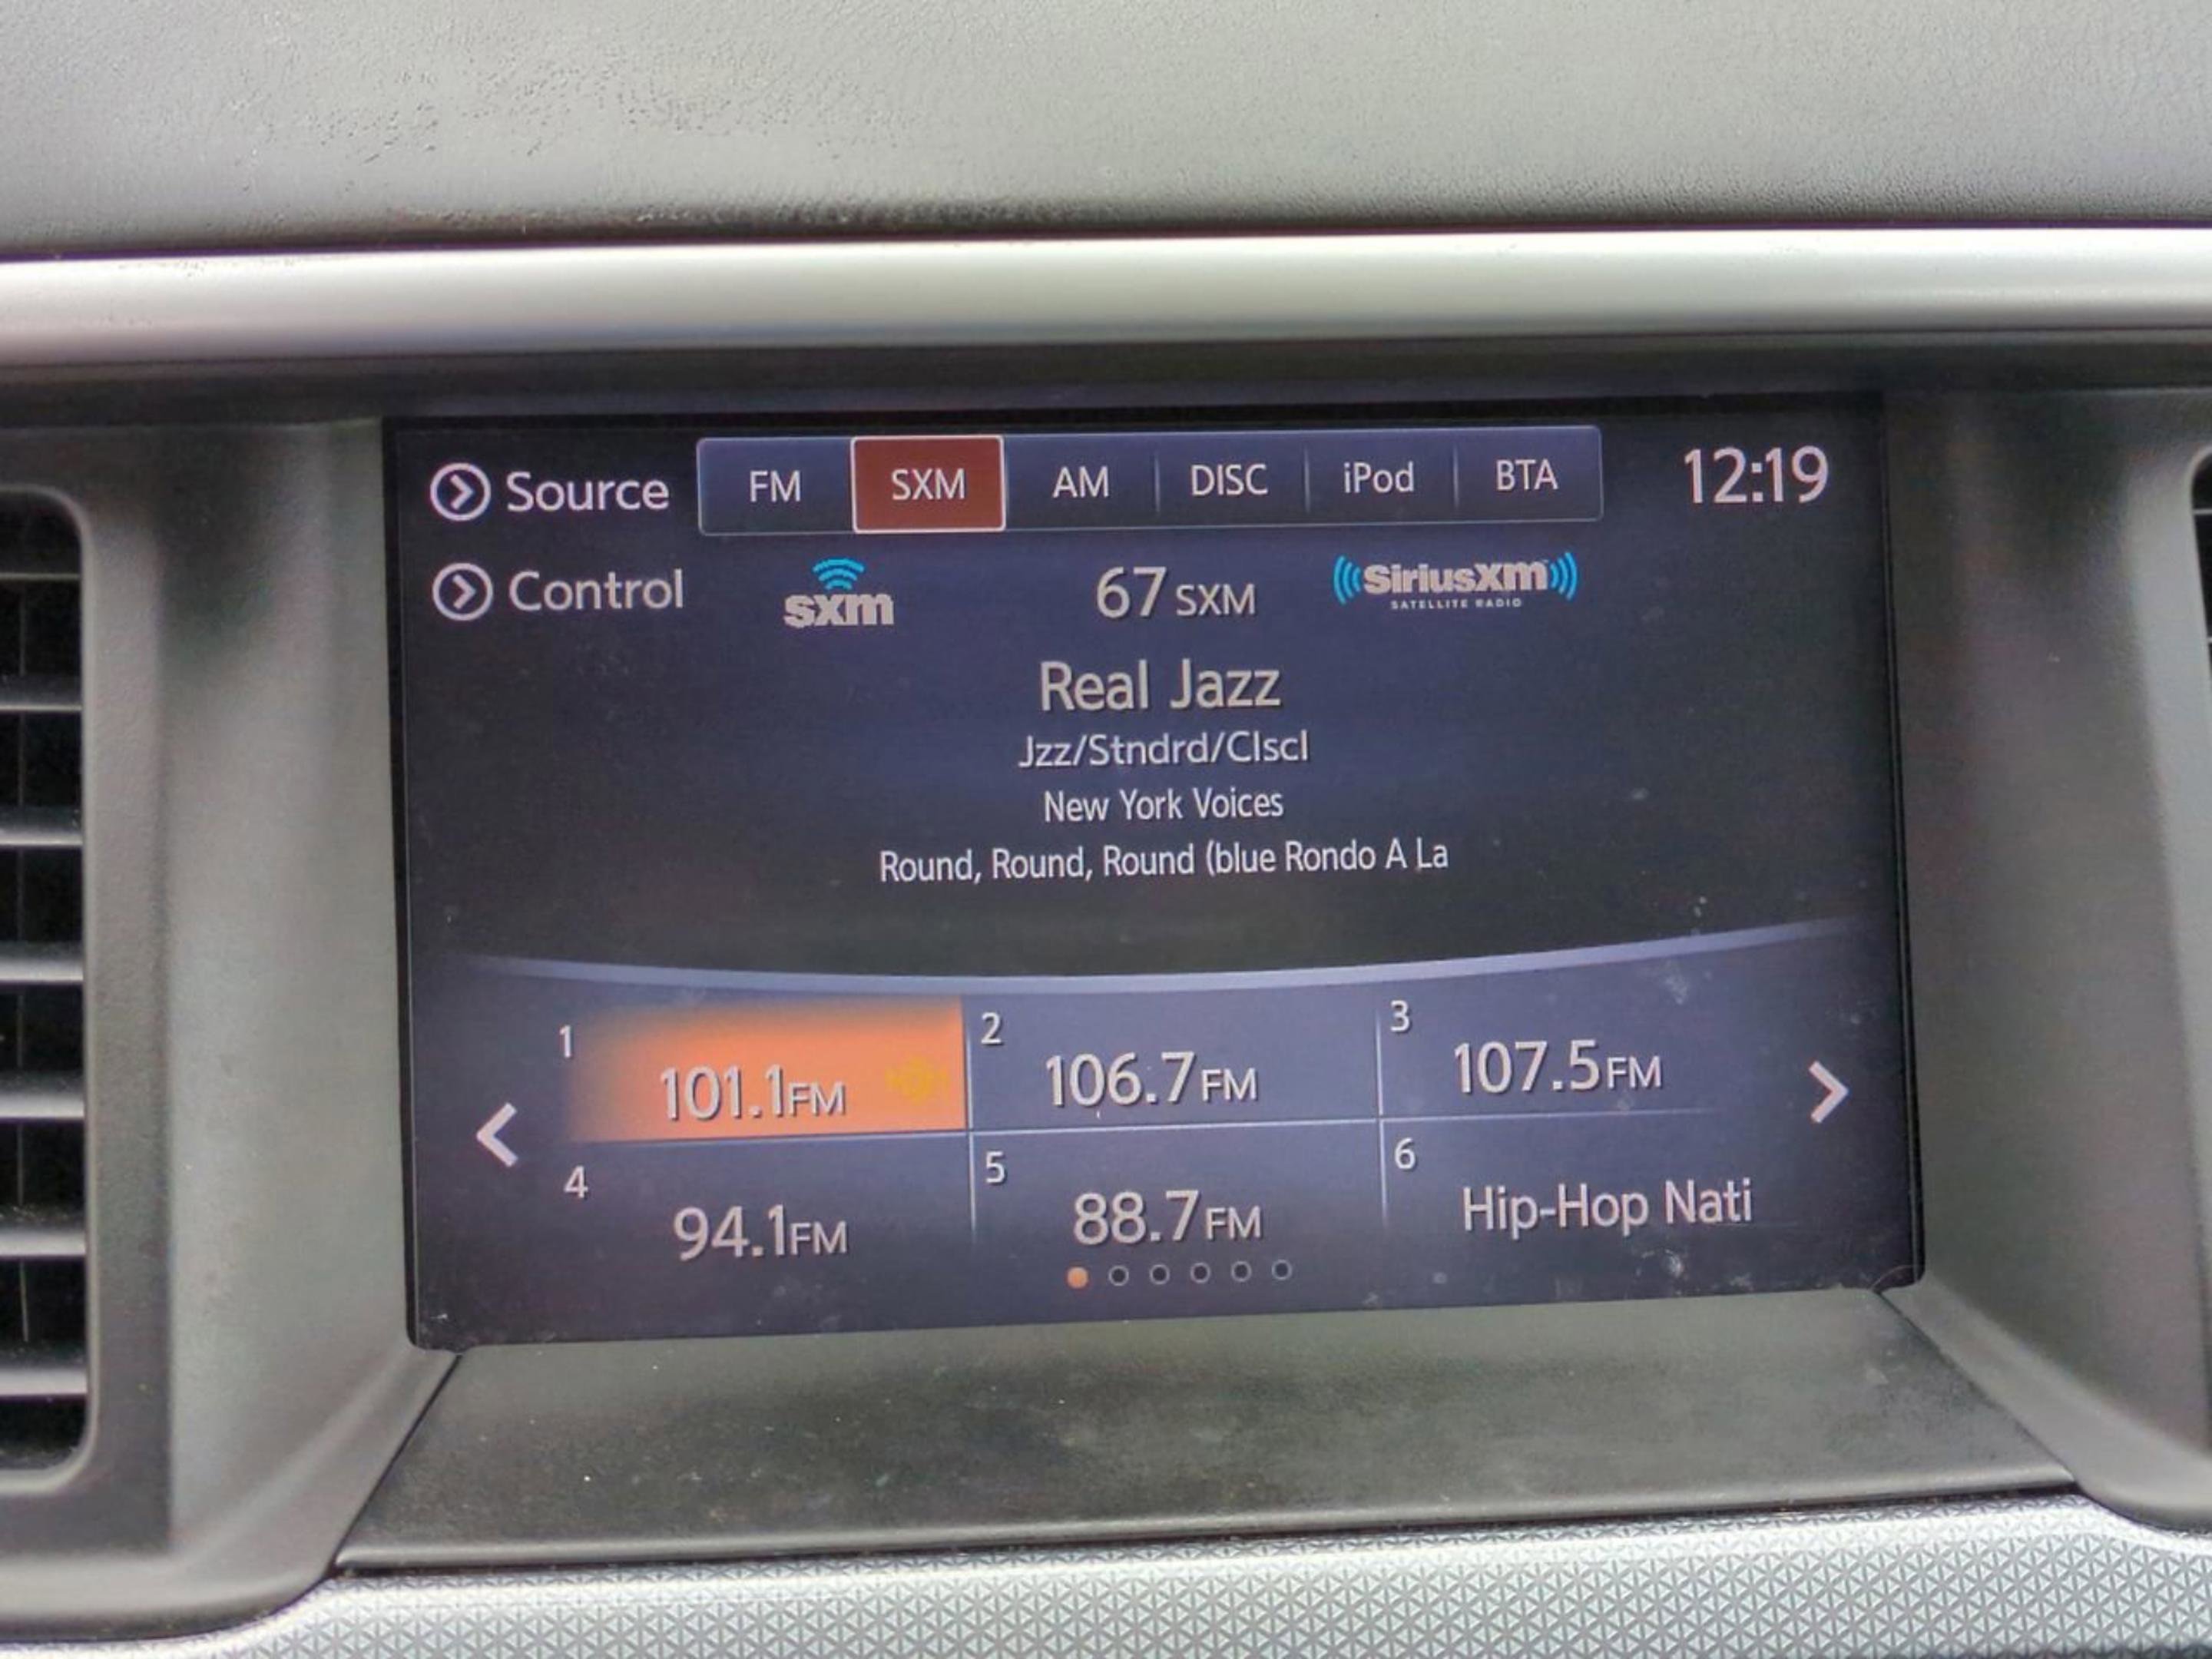 Source FM SXM AM DISC iPod BTA 12:19
Control sxm 67 SXM SiriusXM
SATELLITE RADIO
Real Jazz
Jzz/Stndrd/Clscl
New York Voices
Round, Round, Round (blue Rondo A La
1 101.1FM 2 106.7FM 3 107.5FM
4 94.1FM 5 88.7FM 6 Hip-Hop Nati